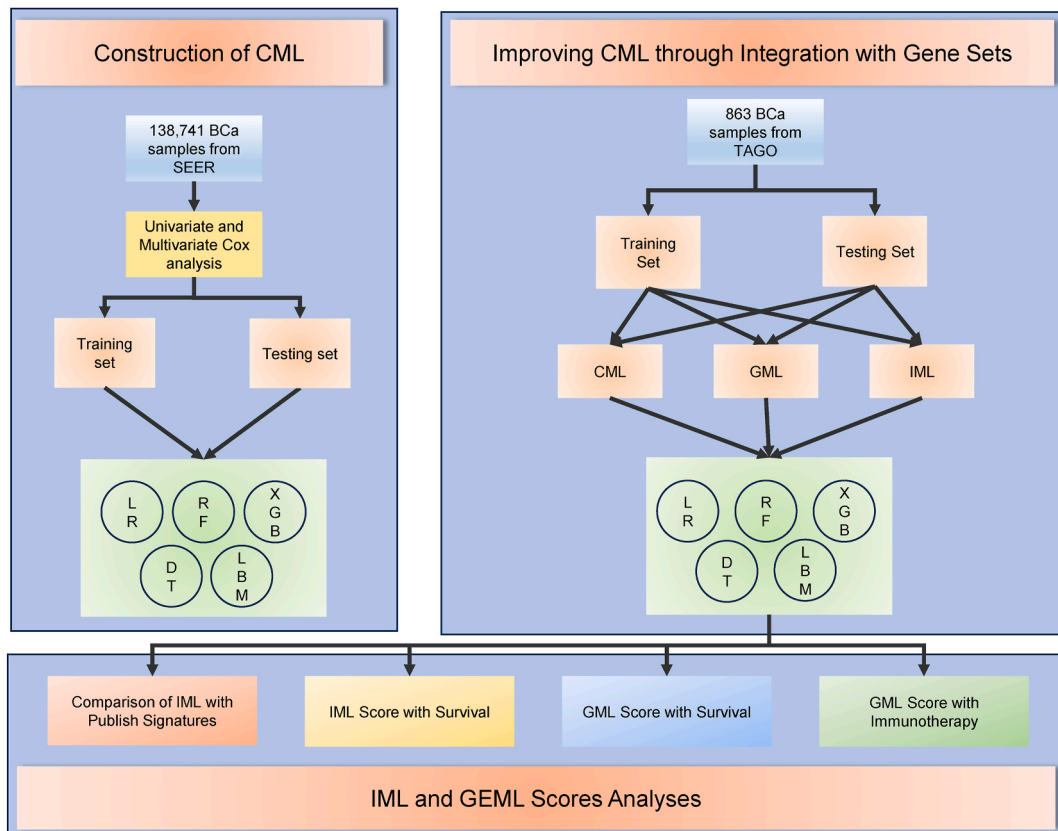 Construction of CML
138,741 BCa
samples from
SEER
Univariate and
Multivariate Cox
analysis
Training
set
Testing set
L
R
R
F
X
G
B
D
T
L
B
M
Improving CML through Integration with Gene Sets
863 BCa
samples from
TAGO
Training
Set
Testing Set
CML
GML
IML
L
R
R
F
X
G
B
D
T
L
B
M
Comparison of IML with
Publish Signatures
IML Score with Survival
GML Score with Survival
GML Score with
Immunotherapy
IML and GEML Scores Analyses